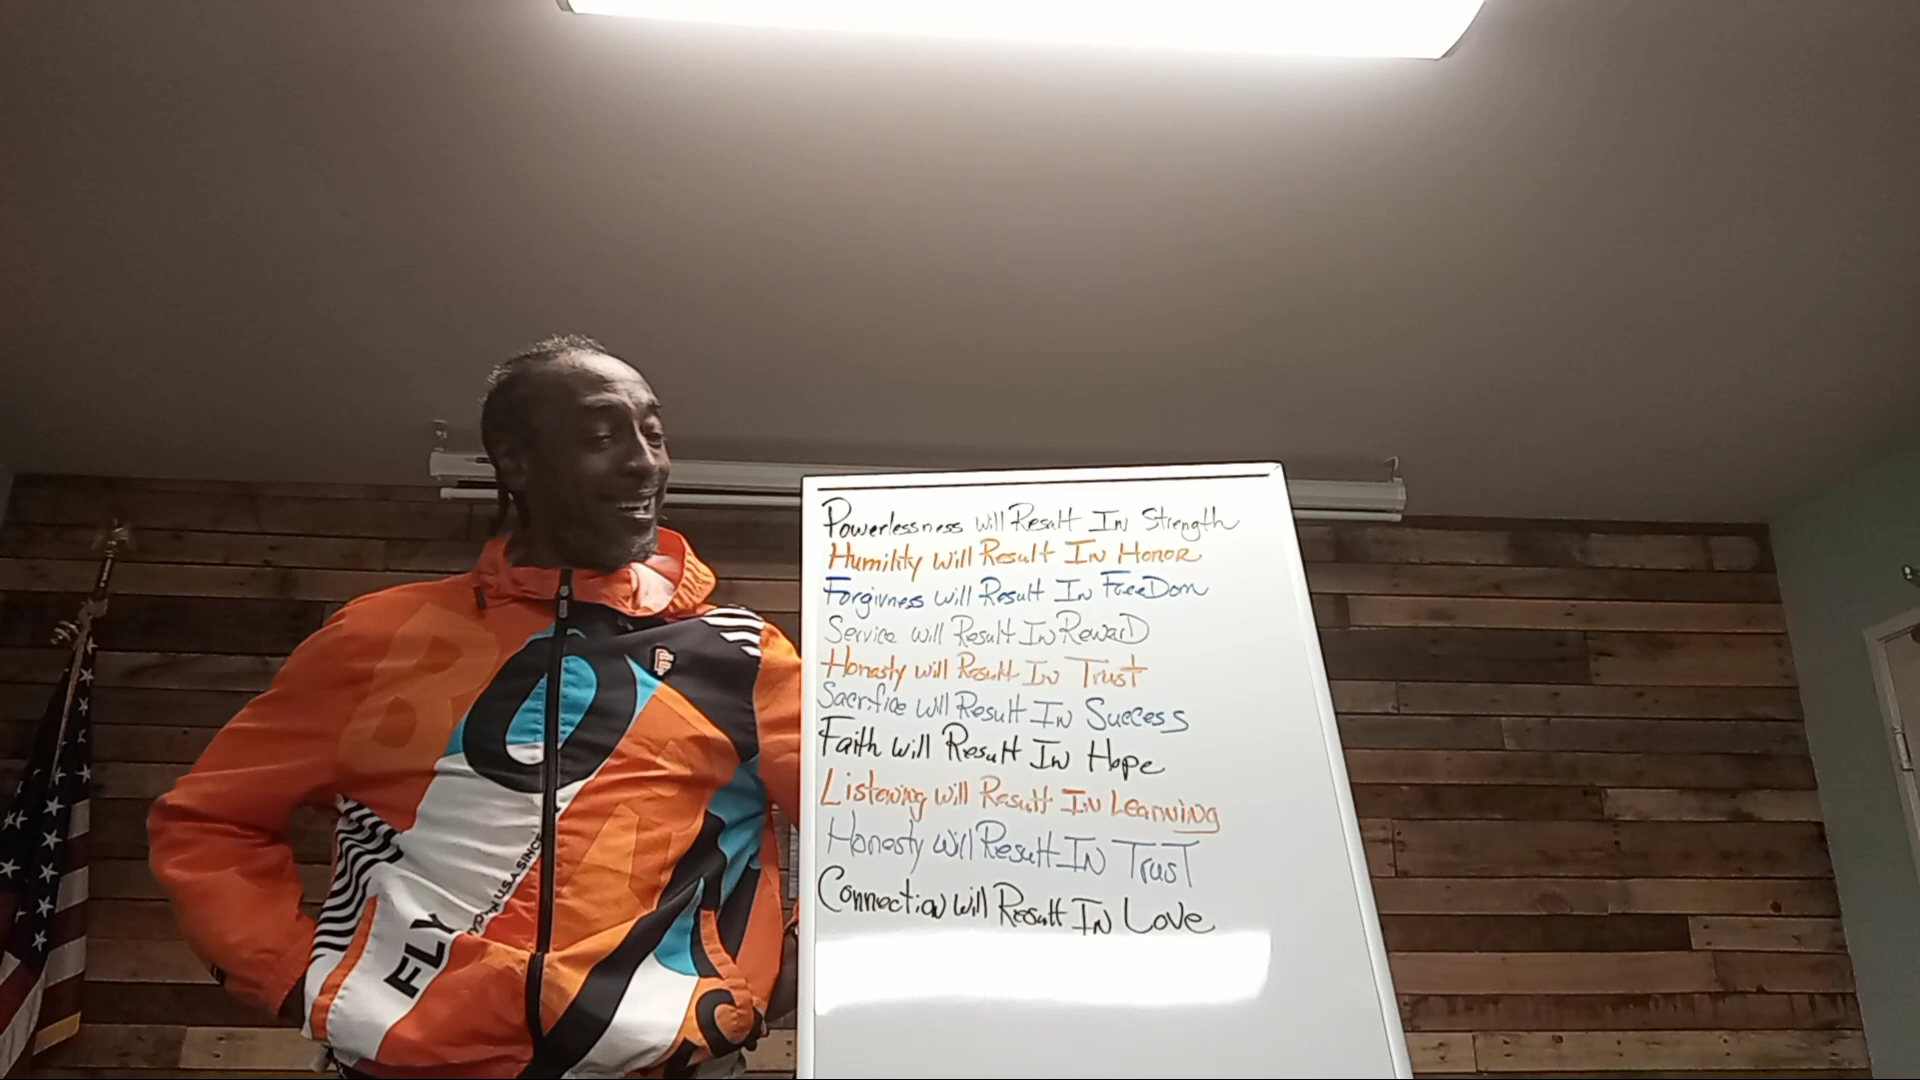 Powerlessness will Result In Strength
Humility will Result In Honor
Forgivness will Result In FreeDom
Service will Result In RewarD
Honesty will Result In Trust
Sacrifice will Result In Success
Faith will Result In Hope
Listening will Result In Learning
Honesty will Result IN Trust
Connection will Result In Love
BO
FLY
U.S.A SINCE